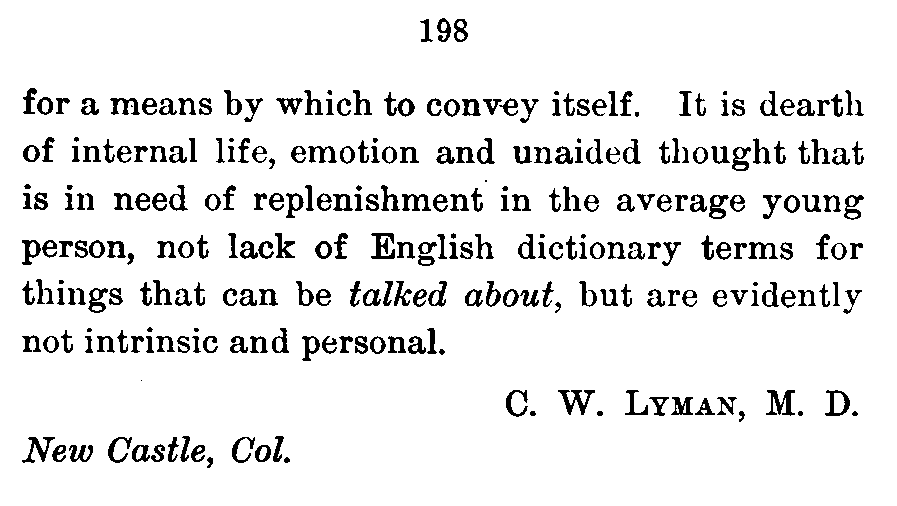 198
for a means by which to convey itself. It is dearth
of internal life, emotion and unaided thought that
is in need of replenishment in the average young
person, not lack of English dictionary terms for
things that can be talked about, but are evidently
not intrinsic and personal.
C. W. LYMAN, M. D.
New Castle, Col.